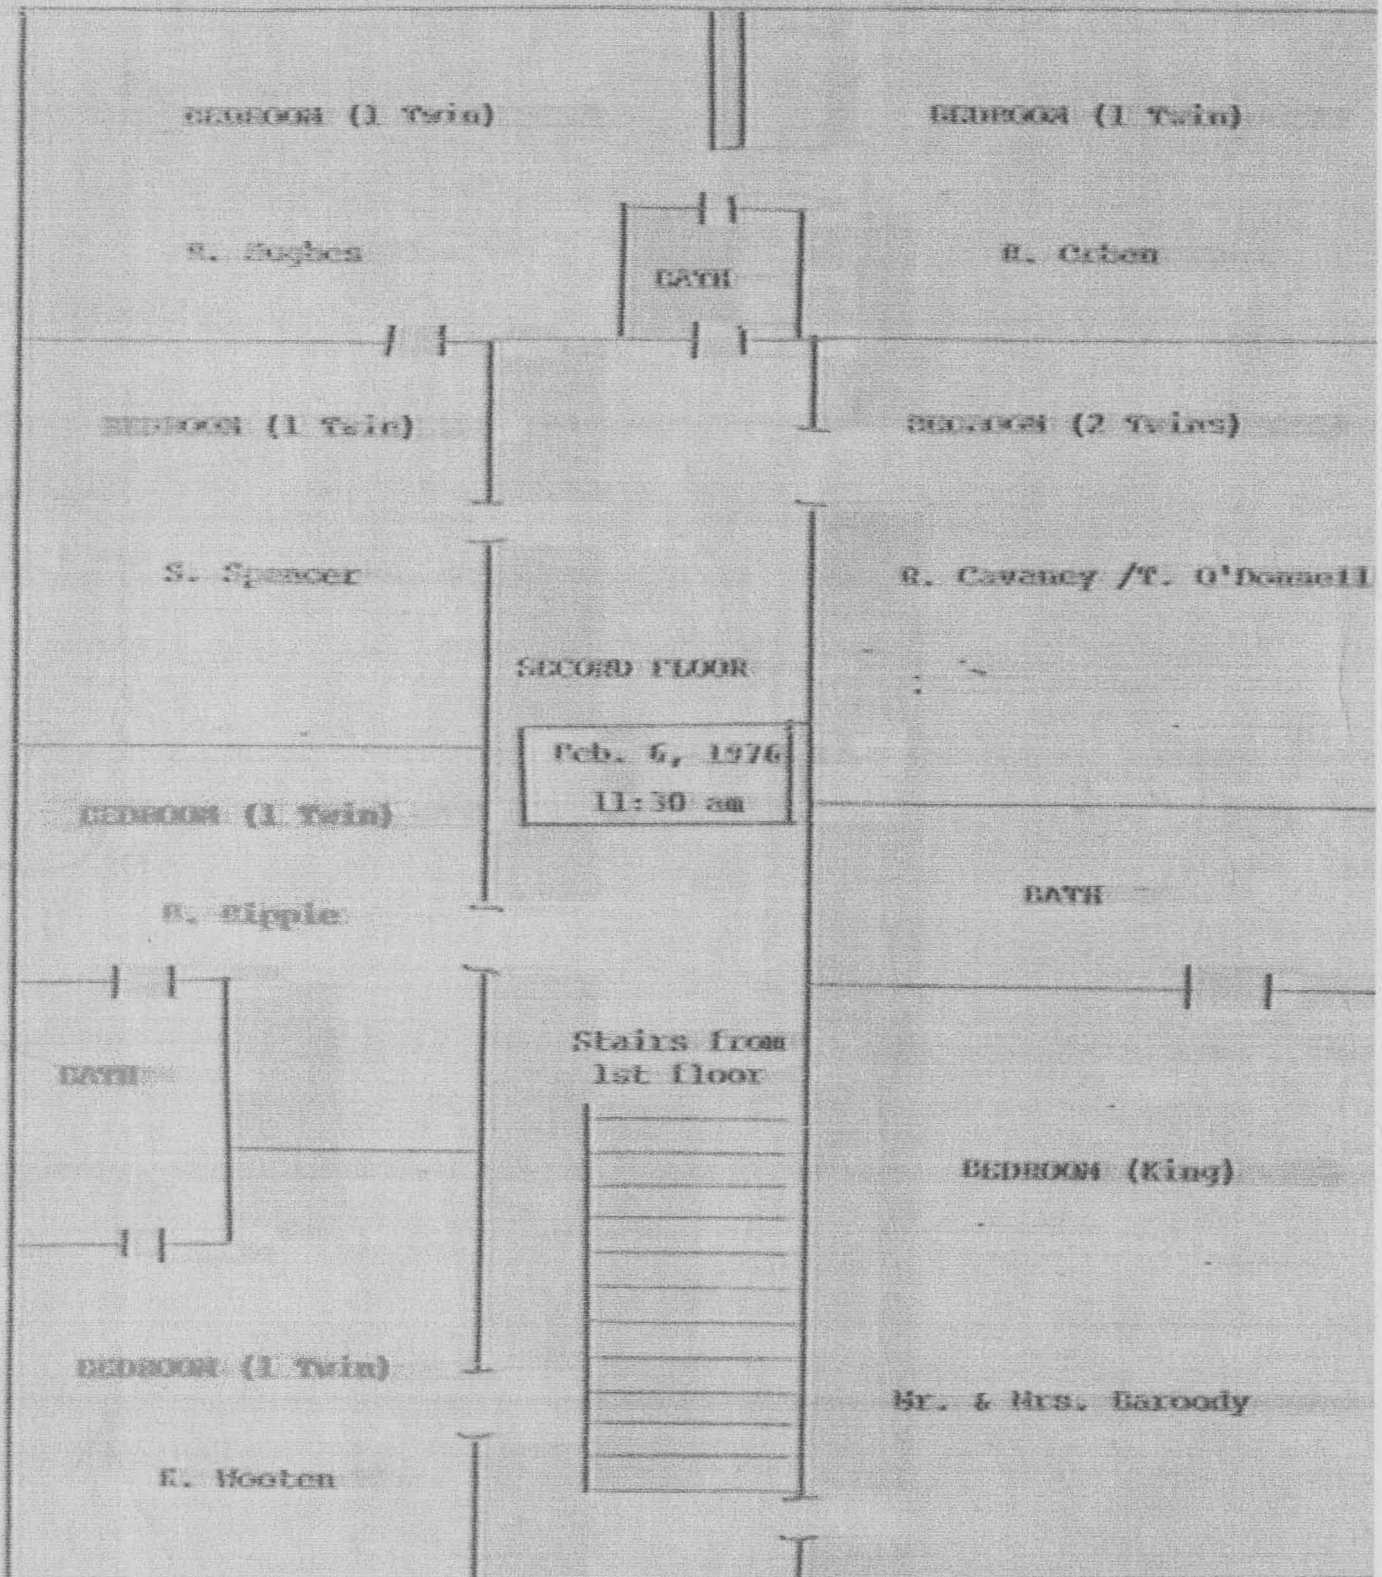 BEDROOM (1 Twin)
BEDROOM (1 Twin)
R. Hughes
BATH
R. Orben
BEDROOM (1 Twin)
BEDROOM (2 Twins)
S. Spencer
R. Cavaney /T. O'Donnell
SECOND FLOOR
Feb. 6, 1976
11:30 am
BEDROOM (1 Twin)
BATH
Stairs from
1st floor
BATH
BEDROOM (King)
BEDROOM (1 Twin)
Mr. & Mrs. Baroody
Wooten